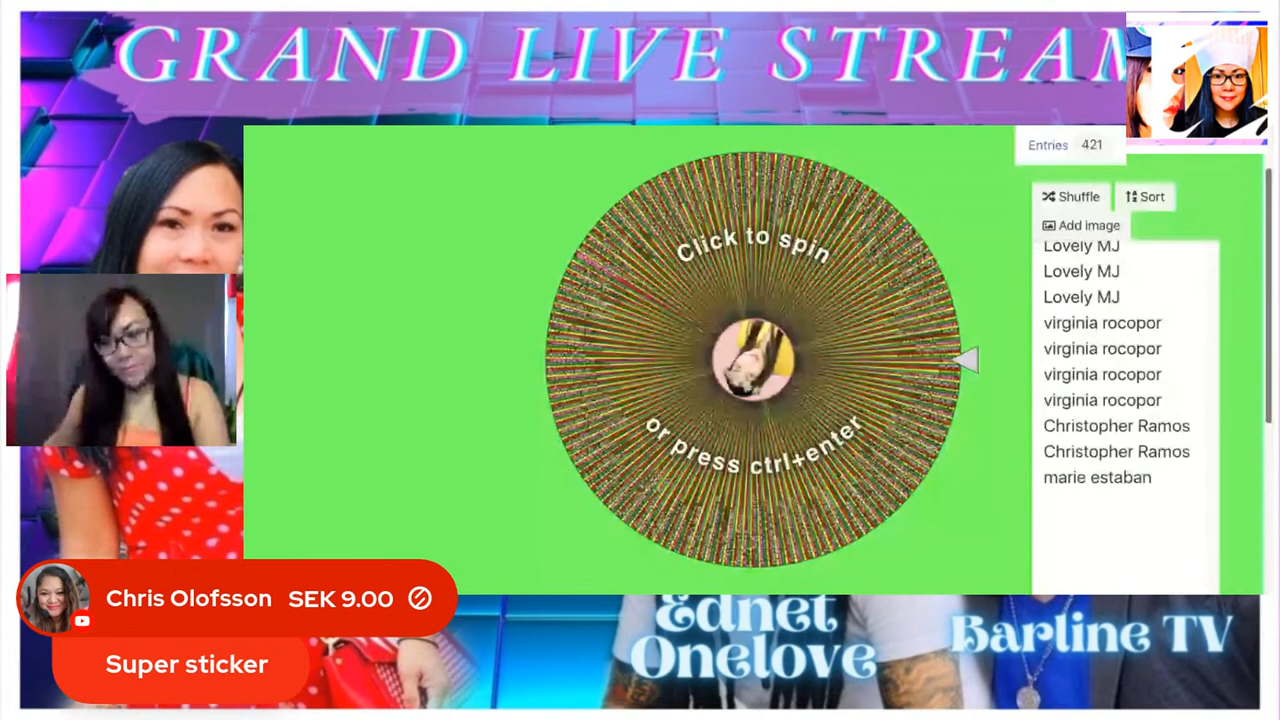 GRAND LIVE STREAM
Entries 421
Shuffle
Sort
Add image
Lovely MJ
Lovely MJ
Lovely MJ
virginia rocopor
virginia rocopor
virginia rocopor
virginia rocopor
Christopher Ramos
Christopher Ramos
marie estaban
Click to spin
or press ctrl+enter
Chris Olofsson SEK 9.00
Super sticker
Ednet
Onelove
Barline TV